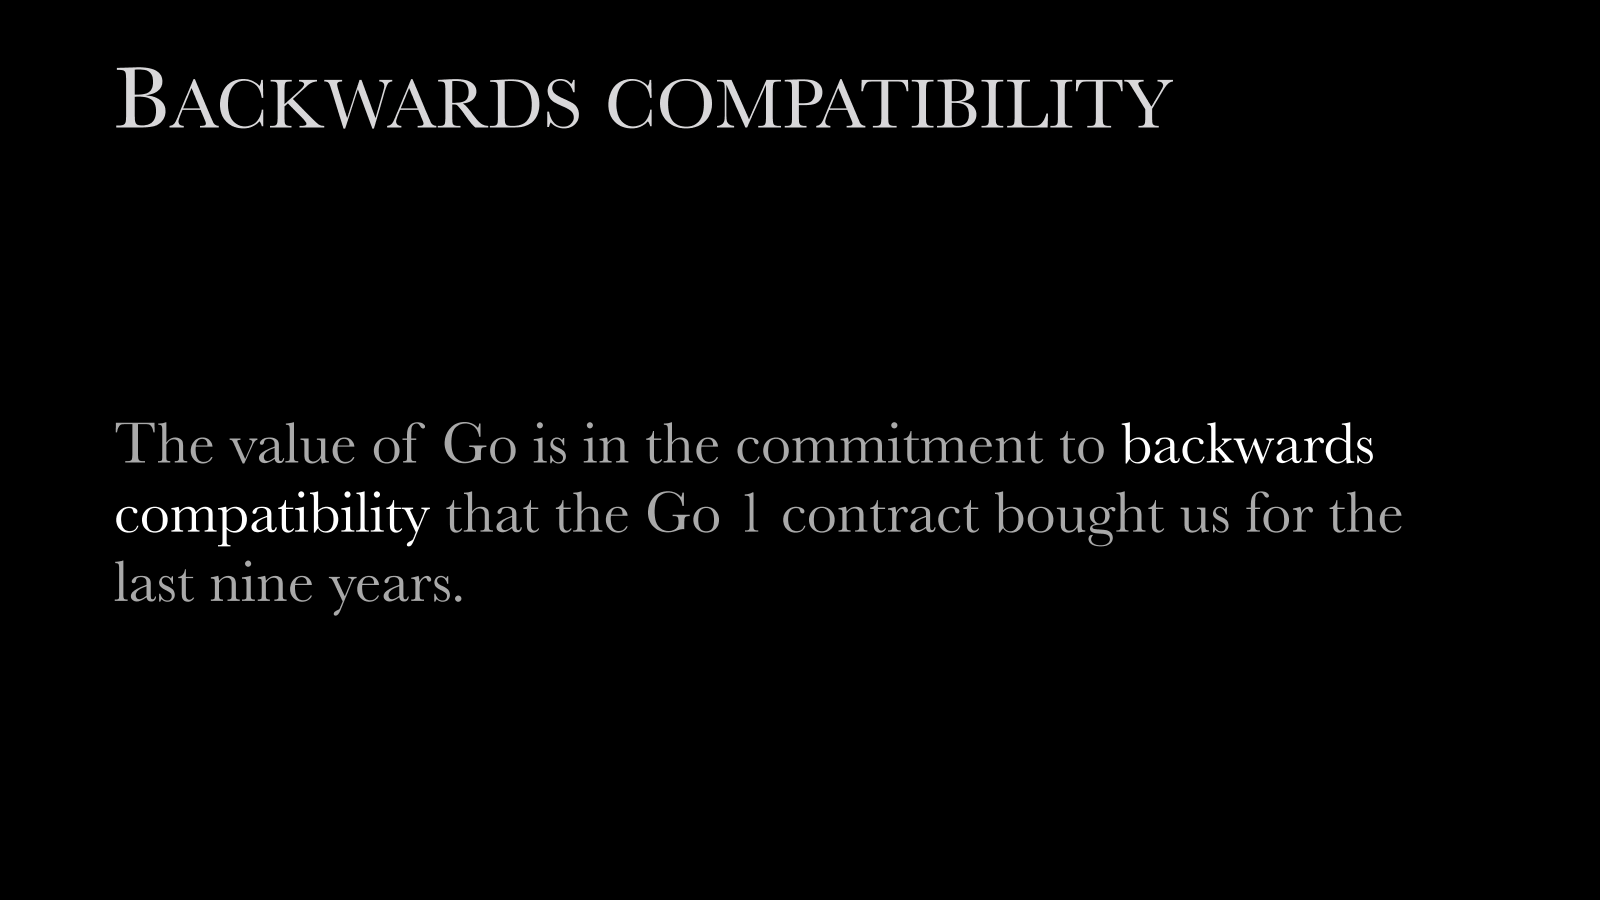 BACKWARDS COMPATIBILITY
The value of Go is in the commitment to backwards
compatibility that the Go 1 contract bought us for the
last nine years.